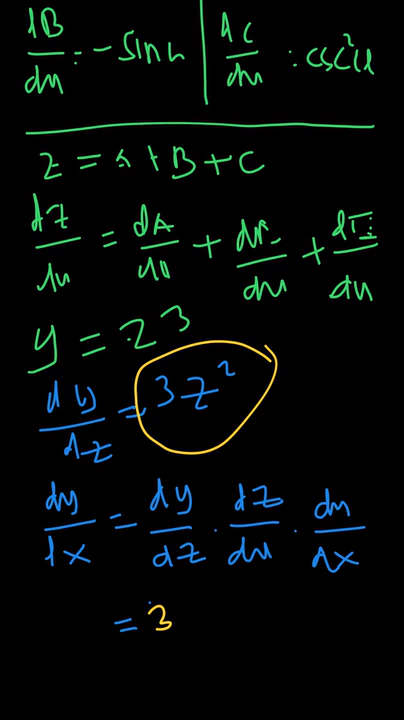 dB/du = -sin u | dC/du : csc²u
z = A + B + C
dz/du = dA/du + dB/du + dC/du
y = z³
dy/dz = 3z²
dy/dx = dy/dz . dz/du . du/dx
= 3